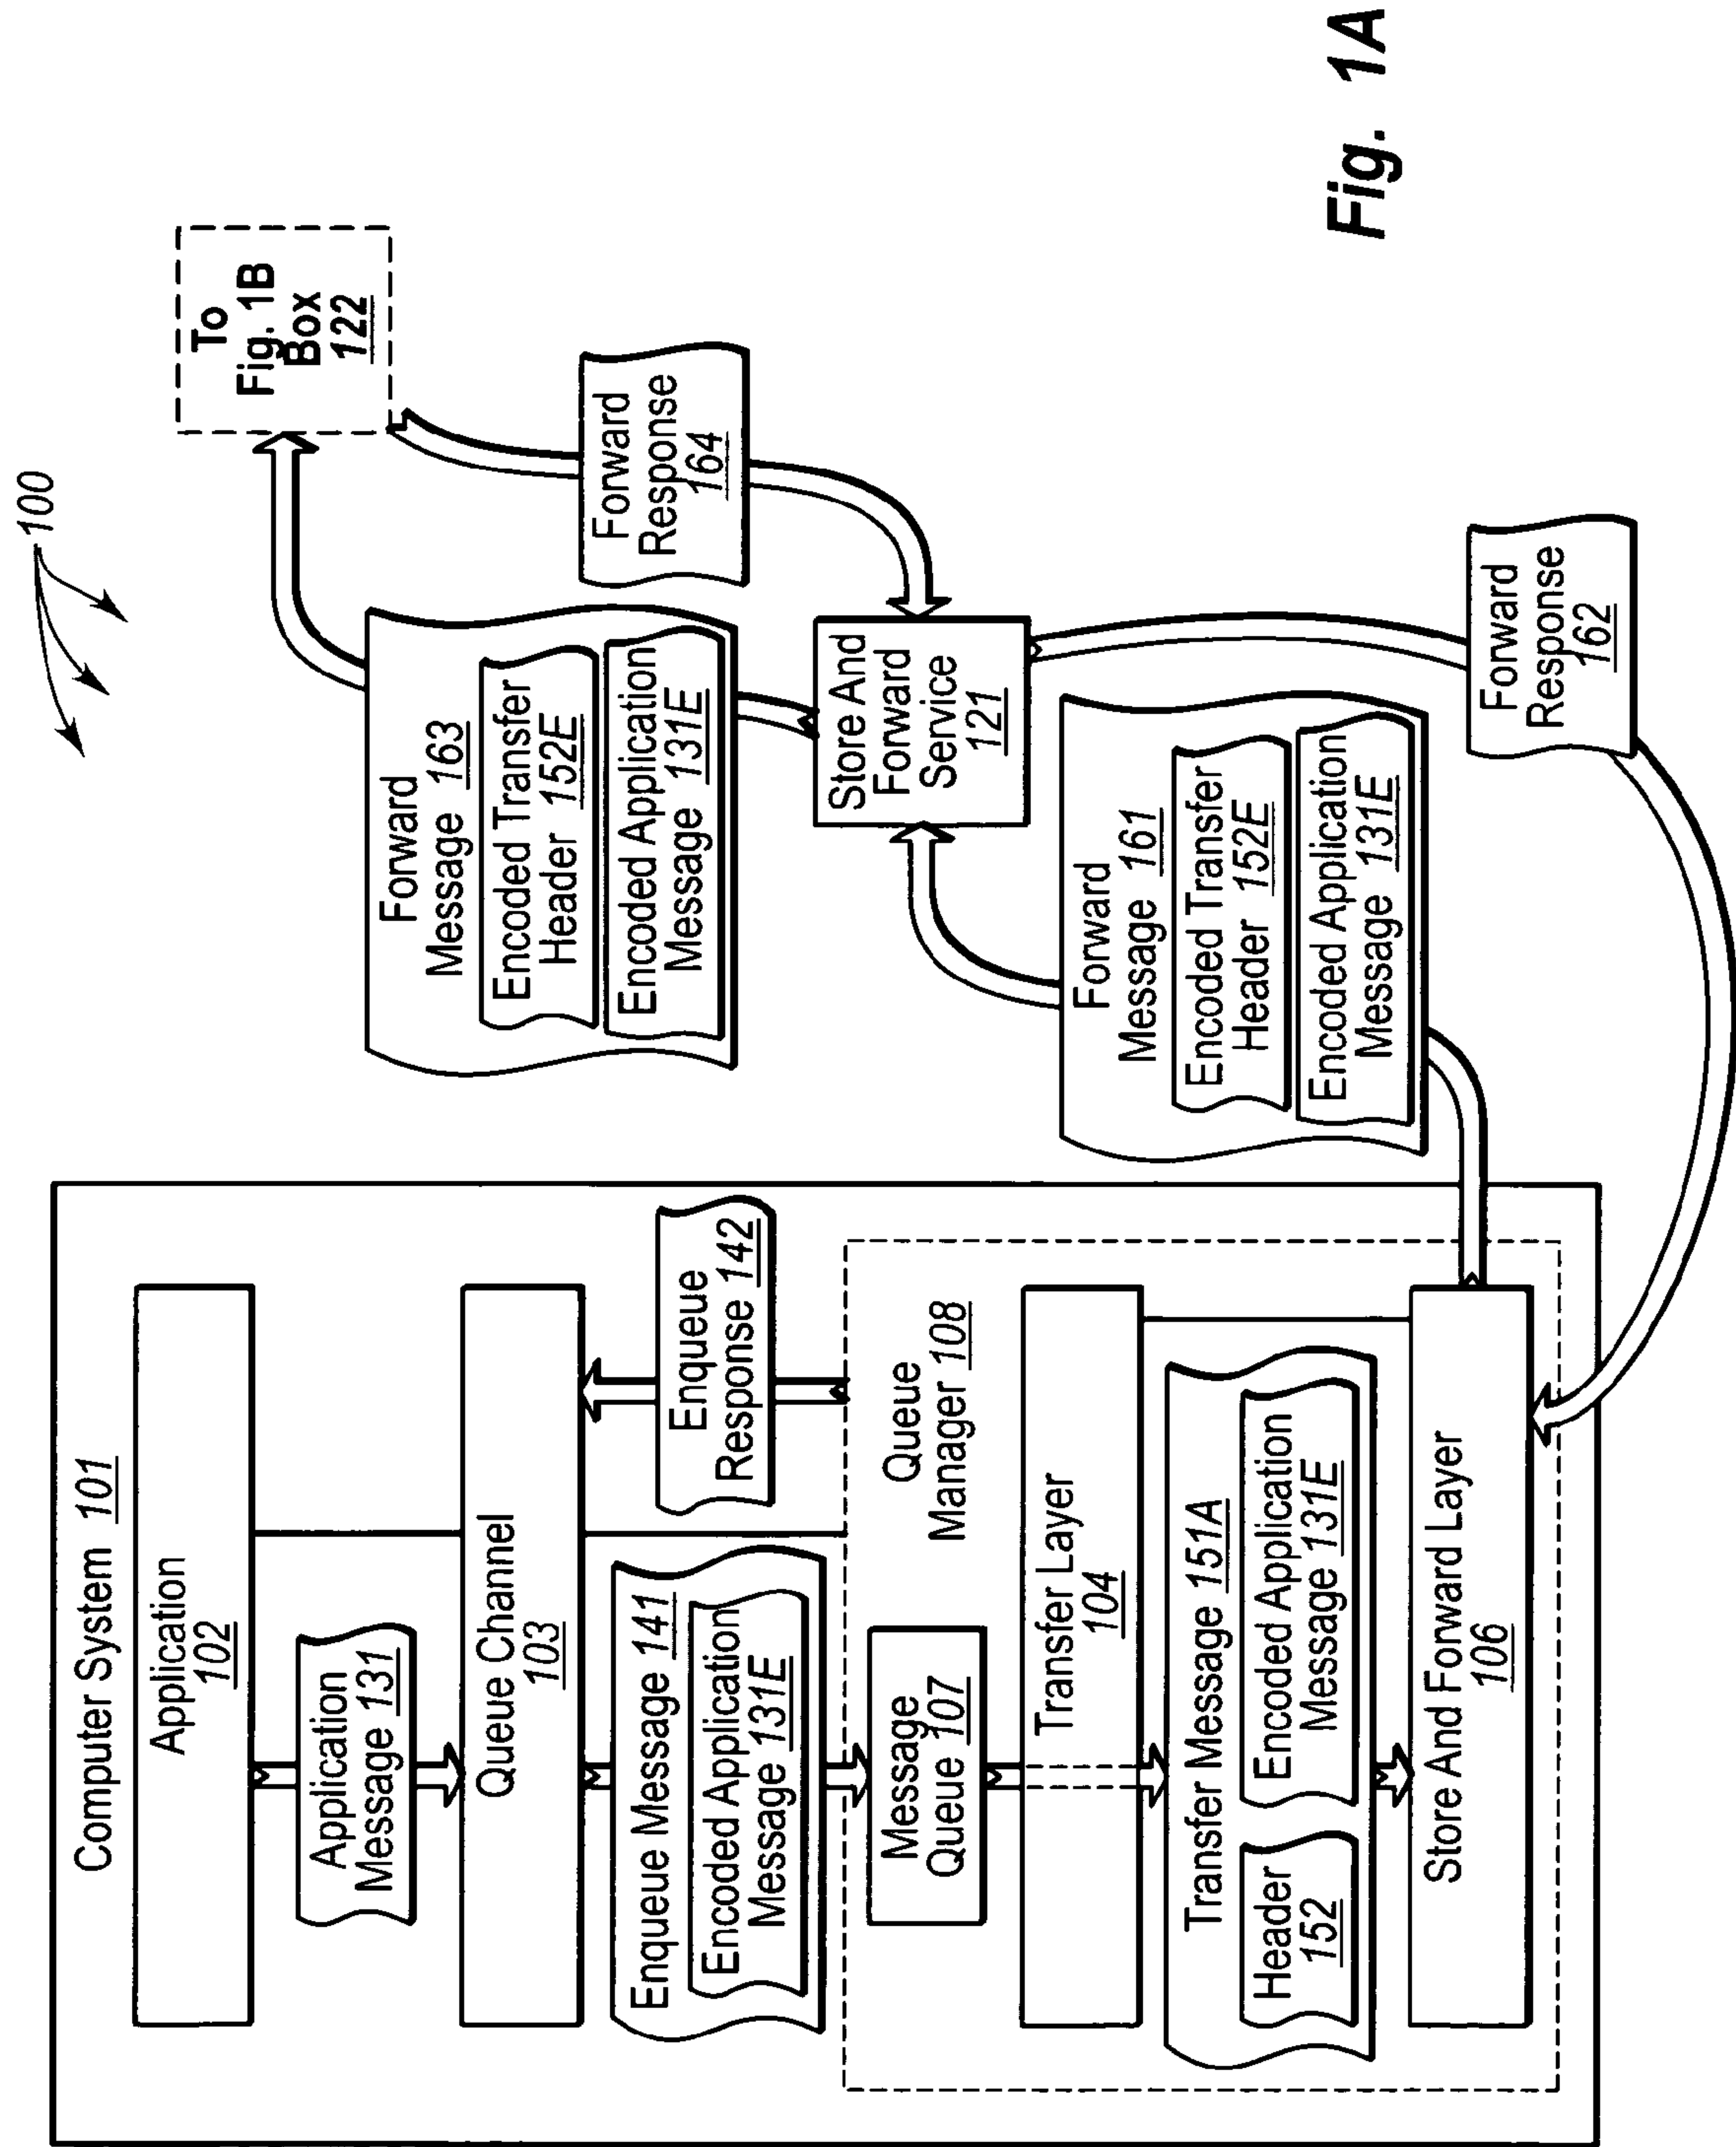 100
Computer System 101
Application
102
Application
Message 131
Queue Channel
103
Enqueue Message 141
Encoded Application
Message 131E
Enqueue
Response 142
Queue
Manager 108
Message
Queue 107
Transfer Layer
104
Transfer Message 151A
Header
152
Encoded Application
Message 131E
Store And Forward Layer
106
To
Fig. 1B
Box
122
Forward
Message 163
Encoded Transfer
Header 152E
Encoded Application
Message 131E
Forward
Response
164
Store And
Forward
Service
121
Forward
Message 161
Encoded Transfer
Header 152E
Encoded Application
Message 131E
Forward
Response
162
Fig. 1A